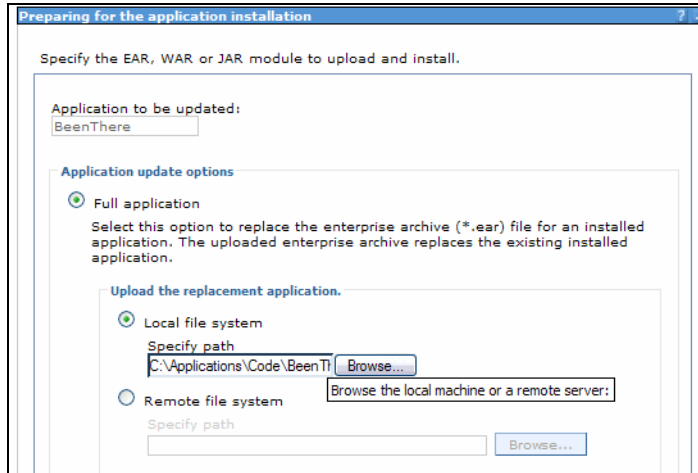 Preparing for the application installation ?
Specify the EAR, WAR or JAR module to upload and install.
Application to be updated:
BeenThere
Application update options
Full application
Select this option to replace the enterprise archive (*.ear) file for an installed
application. The uploaded enterprise archive replaces the existing installed
application.
Upload the replacement application.
Local file system
Specify path
C:\Applications\Code\BeenTh Browse...
Browse the local machine or a remote server:
Remote file system
Specify path
Browse...